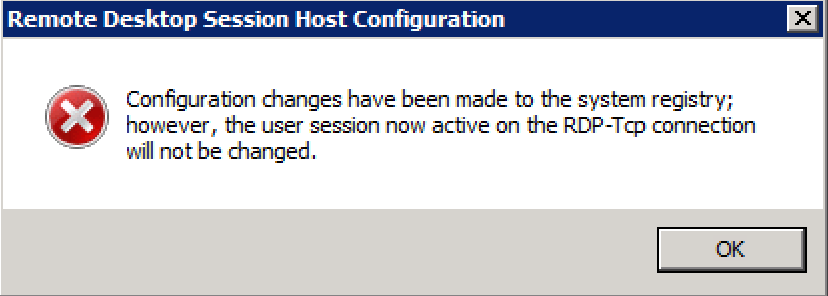 Remote Desktop Session Host Configuration
Configuration changes have been made to the system registry;
however, the user session now active on the RDP-Tcp connection
will not be changed.
OK